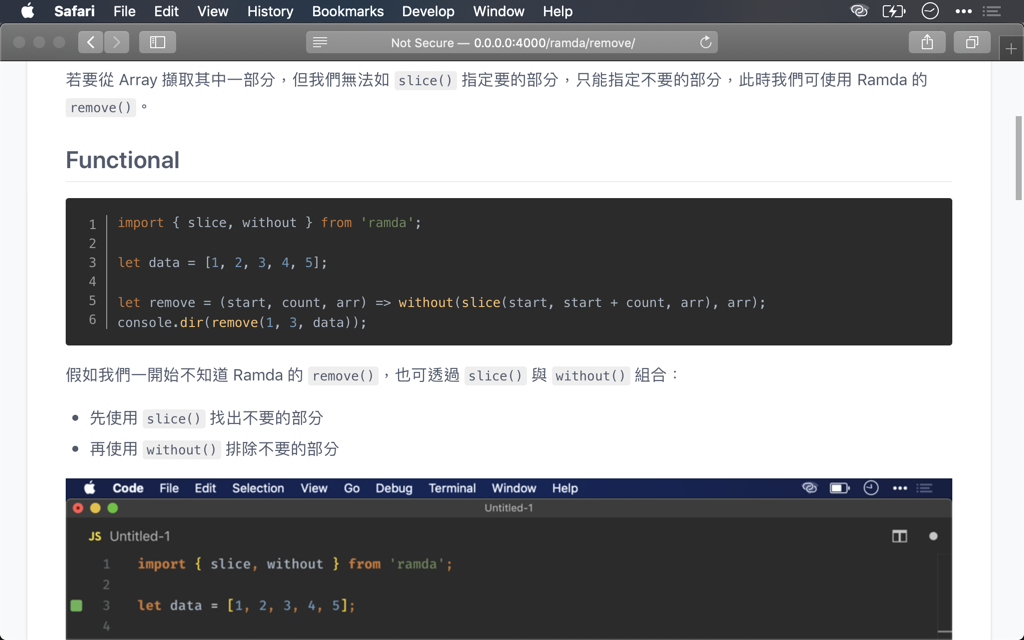 Safari File Edit View History Bookmarks Develop Window Help
Not Secure — 0.0.0.0:4000/ramda/remove/
若要從 Array 擷取其中一部分，但我們無法如 slice() 指定要的部分，只能指定不要的部分，此時我們可使用 Ramda 的
remove() 。
Functional
1 import { slice, without } from 'ramda';
2
3 let data = [1, 2, 3, 4, 5];
4
5 let remove = (start, count, arr) => without(slice(start, start + count, arr), arr);
6 console.dir(remove(1, 3, data));
假如我們一開始不知道 Ramda 的 remove()，也可透過 slice() 與 without() 組合：
• 先使用 slice() 找出不要的部分
• 再使用 without() 排除不要的部分
Code File Edit Selection View Go Debug Terminal Window Help
Untitled-1
JS Untitled-1
1 import { slice, without } from 'ramda';
2
3 let data = [1, 2, 3, 4, 5];
4